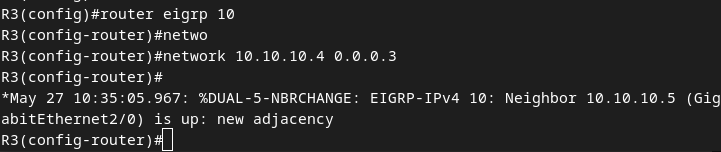 R3(config)#router eigrp 10
R3(config-router)#netwo
R3(config-router)#network 10.10.10.4 0.0.0.3
R3(config-router)#
*May 27 10:35:05.967: %DUAL-5-NBRCHANGE: EIGRP-IPv4 10: Neighbor 10.10.10.5 (Gig
abitEthernet2/0) is up: new adjacency
R3(config-router)#